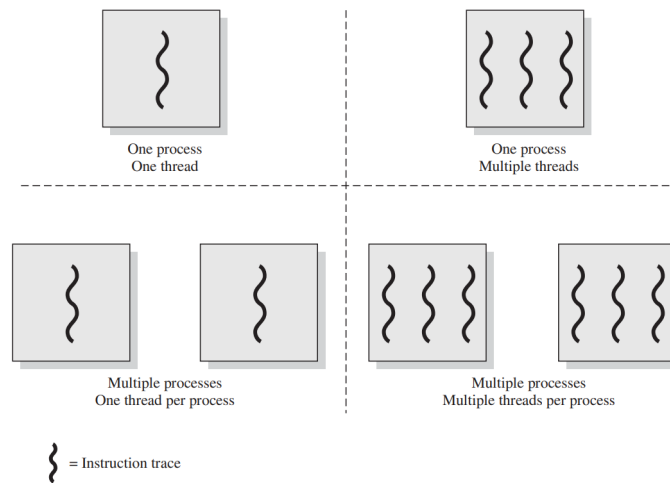 One process
One thread
One process
Multiple threads
Multiple processes
One thread per process
Multiple processes
Multiple threads per process
= Instruction trace